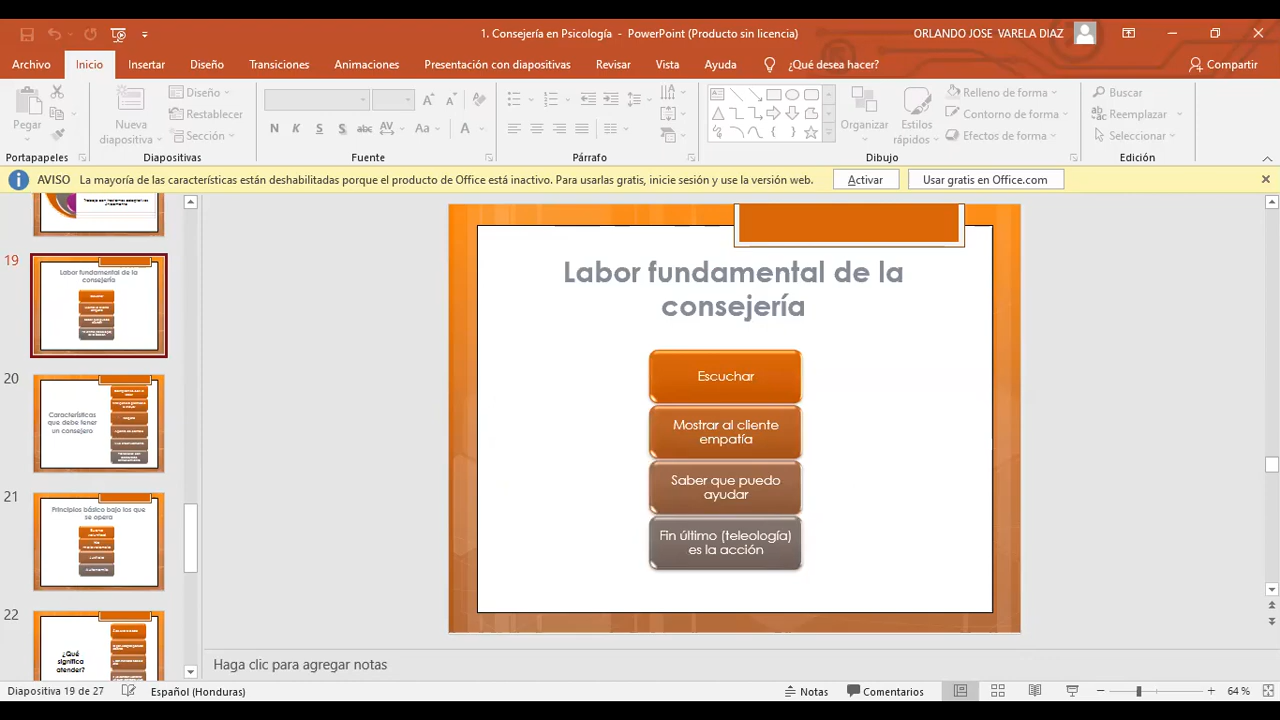 1. Consejería en Psicología - PowerPoint (Producto sin licencia)
ORLANDO JOSE VARELA DIAZ
Archivo
Inicio
Insertar
Diseño
Transiciones
Animaciones
Presentación con diapositivas
Revisar
Vista
Ayuda
¿Qué desea hacer?
Compartir
Pegar
Portapapeles
Nueva
diapositiva
Diseño
Restablecer
Sección
Diapositivas
N K S S abc AV Aa A
Fuente
Párrafo
Organizar
Estilos
rápidos
Relleno de forma
Contorno de forma
Efectos de forma
Dibujo
Buscar
Reemplazar
Seleccionar
Edición
AVISO La mayoría de las características están deshabilitadas porque el producto de Office está inactivo. Para usarlas gratis, inicie sesión y use la versión web.
Activar
Usar gratis en Office.com
19
Labor fundamental de la
consejería
20
Características
que debe tener
un consejero
21
Principios básico bajo los que
se opera
22
¿Qué
significa
atender?
Labor fundamental de la
consejería
Escuchar
Mostrar al cliente
empatía
Saber que puedo
ayudar
Fin último (teleología)
es la acción
Haga clic para agregar notas
Diapositiva 19 de 27
Español (Honduras)
Notas
Comentarios
64 %